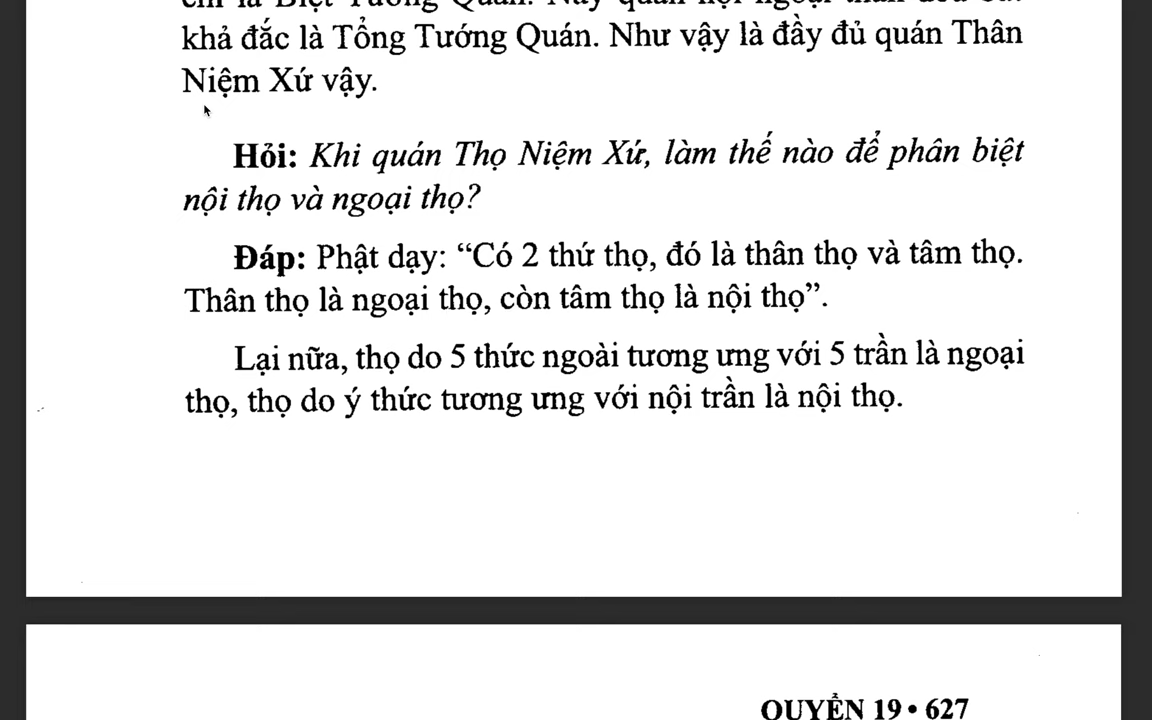 khả đắc là Tổng Tướng Quán. Như vậy là đầy đủ quán Thân
Niệm Xứ vậy.
Hỏi: Khi quán Thọ Niệm Xứ, làm thế nào để phân biệt
nội thọ và ngoại thọ?
Đáp: Phật dạy: “Có 2 thứ thọ, đó là thân thọ và tâm thọ.
Thân thọ là ngoại thọ, còn tâm thọ là nội thọ”.
Lại nữa, thọ do 5 thức ngoài tương ưng với 5 trần là ngoại
thọ, thọ do ý thức tương ưng với nội trần là nội thọ.
QUYỂN 19 • 627